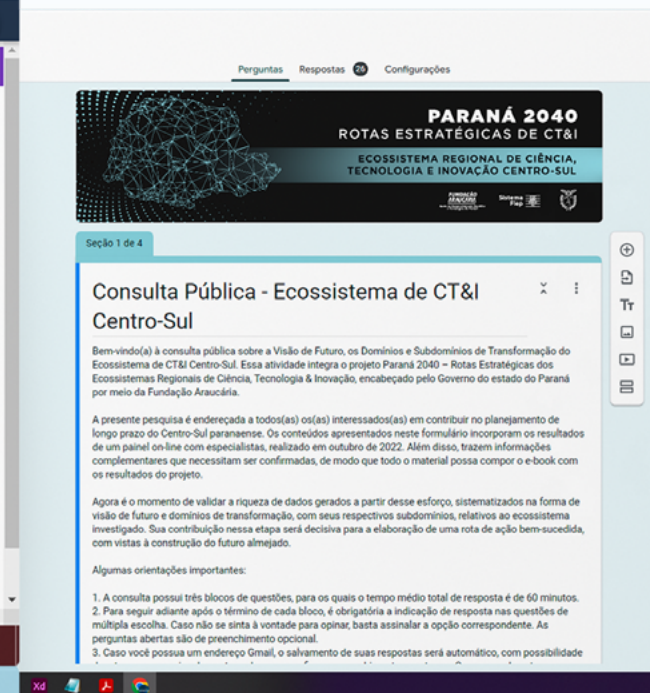 Perguntas Respostas 26 Configurações
PARANÁ 2040
ROTAS ESTRATÉGICAS DE CT&I
ECOSSISTEMA REGIONAL DE CIÊNCIA,
TECNOLOGIA E INOVAÇÃO CENTRO-SUL
FUNDAÇÃO
ARAUCÁRIA
Sistema
Fiep
Seção 1 de 4
Consulta Pública - Ecossistema de CT&I
Centro-Sul
Bem-vindo(a) à consulta pública sobre a Visão de Futuro, os Domínios e Subdomínios de Transformação do
Ecossistema de CT&I Centro-Sul. Essa atividade integra o projeto Paraná 2040 – Rotas Estratégicas dos
Ecossistemas Regionais de Ciência, Tecnologia & Inovação, encabeçado pelo Governo do estado do Paraná
por meio da Fundação Araucária.
A presente pesquisa é endereçada a todos(as) os(as) interessados(as) em contribuir no planejamento de
longo prazo do Centro-Sul paranaense. Os conteúdos apresentados neste formulário incorporam os resultados
de um painel on-line com especialistas, realizado em outubro de 2022. Além disso, trazem informações
complementares que necessitam ser confirmadas, de modo que todo o material possa compor o e-book com
os resultados do projeto.
Agora é o momento de validar a riqueza de dados gerados a partir desse esforço, sistematizados na forma de
visão de futuro e domínios de transformação, com seus respectivos subdomínios, relativos ao ecossistema
investigado. Sua contribuição nessa etapa será decisiva para a elaboração de uma rota de ação bem-sucedida,
com vistas à construção do futuro almejado.
Algumas orientações importantes:
1. A consulta possui três blocos de questões, para os quais o tempo médio total de resposta é de 60 minutos.
2. Para seguir adiante após o término de cada bloco, é obrigatória a indicação de resposta nas questões de
múltipla escolha. Caso não se sinta à vontade para opinar, basta assinalar a opção correspondente. As
perguntas abertas são de preenchimento opcional.
3. Caso você possua um endereço Gmail, o salvamento de suas respostas será automático, com possibilidade
Tт
Xd